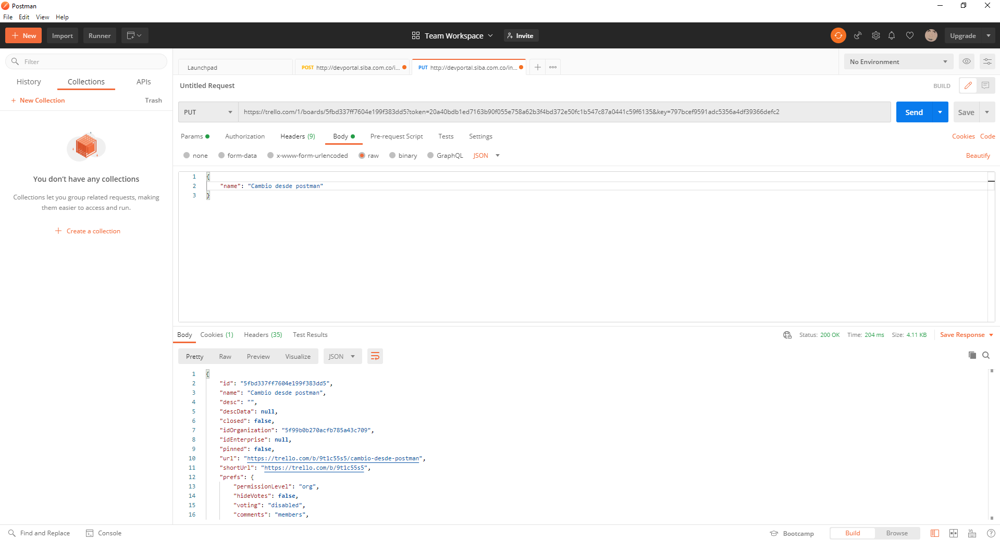 Postman
File Edit View Help
New Import Runner Team Workspace Invite Upgrade
Filter
History Collections APIs
New Collection Trash
You don't have any collections
Collections let you group related requests, making
them easier to access and run.
Create a collection
Launchpad POST http://devportal.siba.com.co/i... PUT http://devportal.siba.com.co/in... No Environment
Untitled Request BUILD
PUT https://trello.com/1/boards/5fbd337ff7604e199f383dd5?token=20a40bdb1ed7163b90f055e758a62b3f4bd372e50fc1b547c87a0441c59f6135&key=797bcef9591adc5356a4df39366defc2 Send Save
Params Authorization Headers (9) Body Pre-request Script Tests Settings Cookies Code
none form-data x-www-form-urlencoded raw binary GraphQL JSON Beautify
1 {
2 "name": "Cambio desde postman"
3 }
Body Cookies (1) Headers (35) Test Results Status: 200 OK Time: 204 ms Size: 4.11 KB Save Response
Pretty Raw Preview Visualize JSON
1 {
2 "id": "5fbd337ff7604e199f383dd5",
3 "name": "Cambio desde postman",
4 "desc": "",
5 "descData": null,
6 "closed": false,
7 "idOrganization": "5f99b0b270acfb785a43c709",
8 "idEnterprise": null,
9 "pinned": false,
10 "url": "https://trello.com/b/9t1c55s5/cambio-desde-postman",
11 "shortUrl": "https://trello.com/b/9t1c55s5",
12 "prefs": {
13 "permissionLevel": "org",
14 "hideVotes": false,
15 "voting": "disabled",
16 "comments": "members",
Find and Replace Console Bootcamp Build Browse